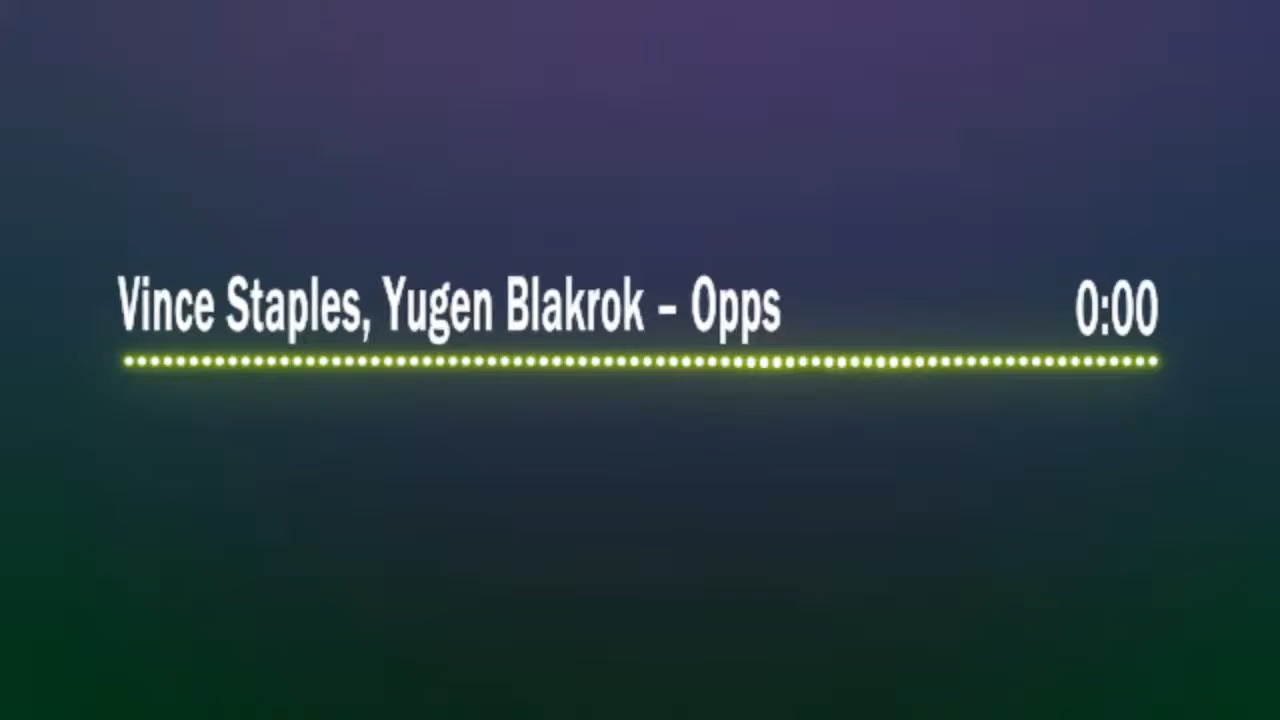 Vince Staples, Yugen Blakrok – Opps 0:00